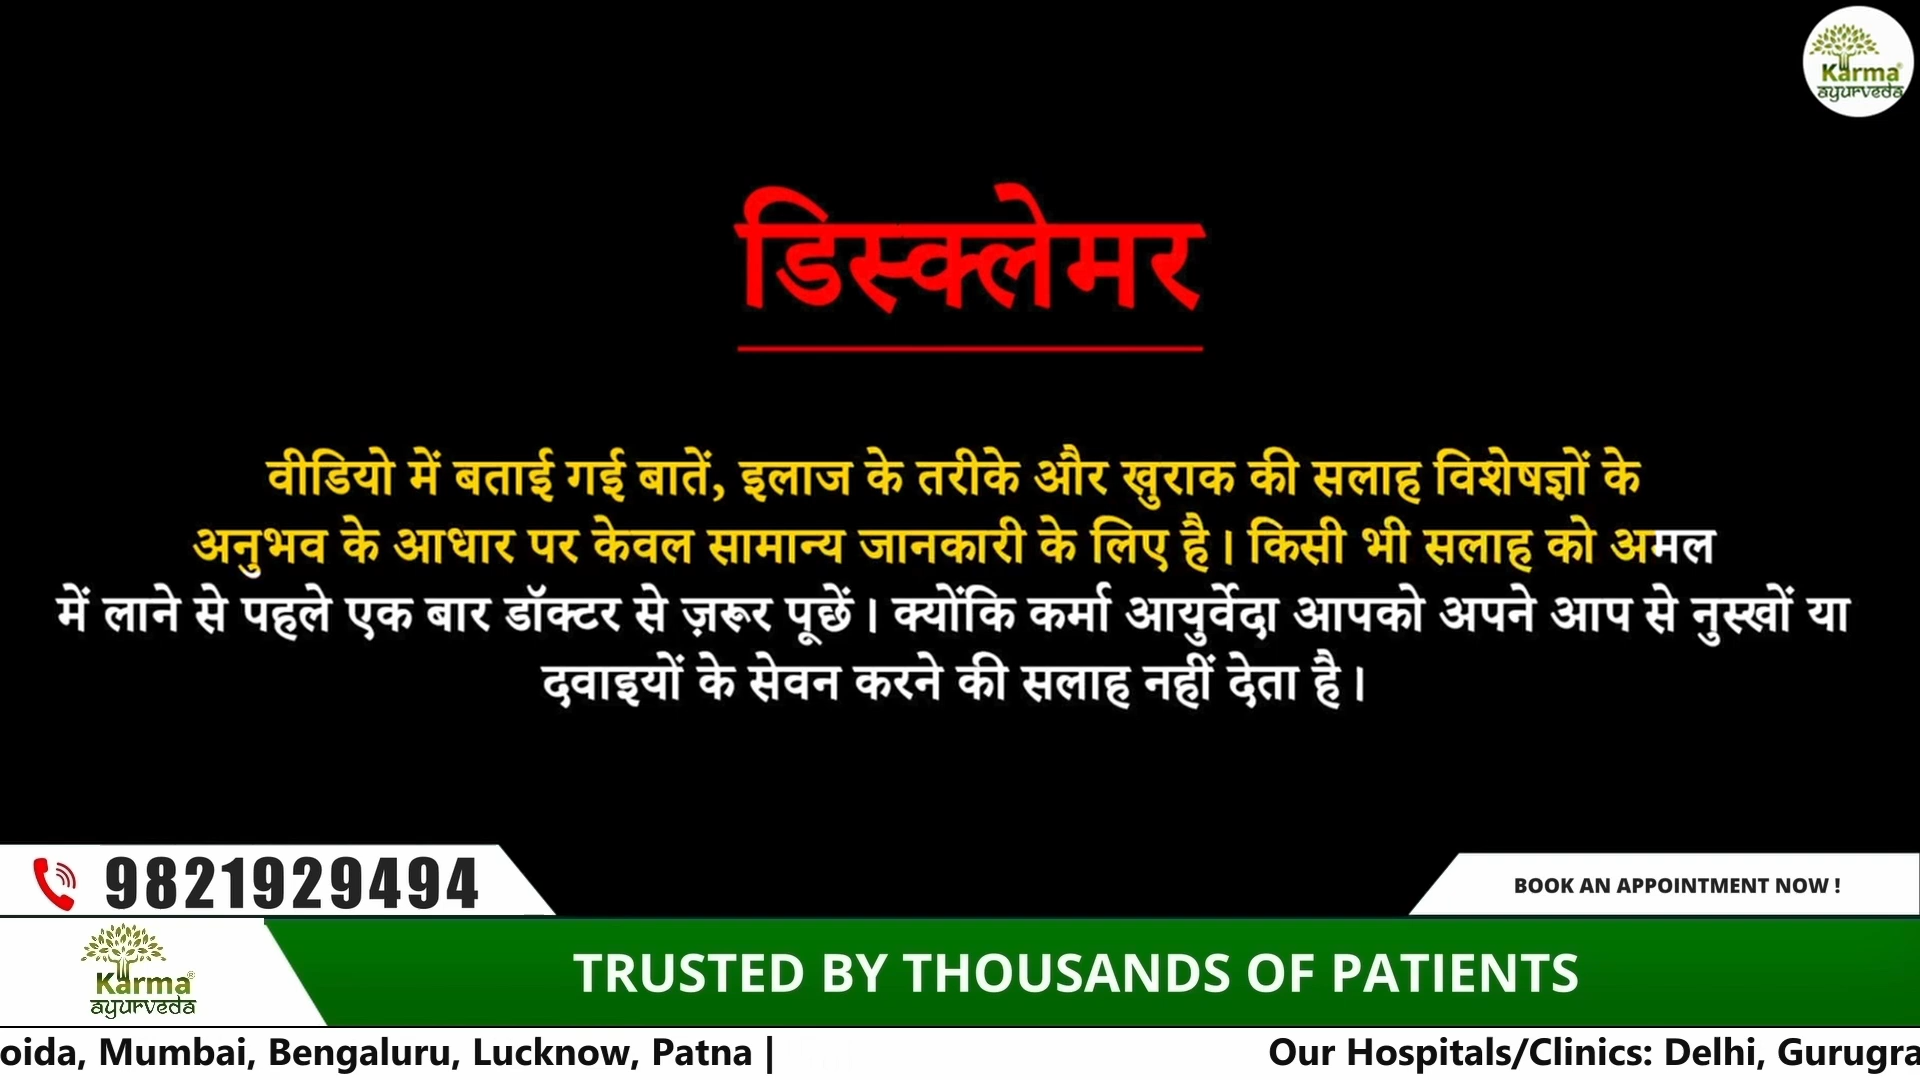 Karma
ayurveda
डिस्क्लेमर
वीडियो में बताई गई बातें, इलाज के तरीके और खुराक की सलाह विशेषज्ञों के
अनुभव के आधार पर केवल सामान्य जानकारी के लिए है। किसी भी सलाह को अमल
में लाने से पहले एक बार डॉक्टर से ज़रूर पूछें। क्योंकि कर्मा आयुर्वेदा आपको अपने आप से नुस्खों या
दवाइयों के सेवन करने की सलाह नहीं देता है।
9821929494
BOOK AN APPOINTMENT NOW !
Karma®
ayurveda
TRUSTED BY THOUSANDS OF PATIENTS
oida, Mumbai, Bengaluru, Lucknow, Patna |
Our Hospitals/Clinics: Delhi, Gurugra